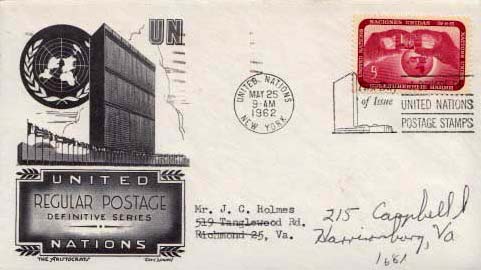 UN
UNITED
REGULAR POSTAGE
DEFINITIVE SERIES
NATIONS
"THE ARISTOCRATS"
NACIONES UNIDAS
UNITED NATIONS
MAY 25
9-AM
1962
NEW YORK
of Issue
UNITED NATIONS
POSTAGE STAMPS
Mr. J. C. Holmes
519 Tanglewood Rd.
Richmond 25, Va.
215 Campbell
Harrisonburg, Va